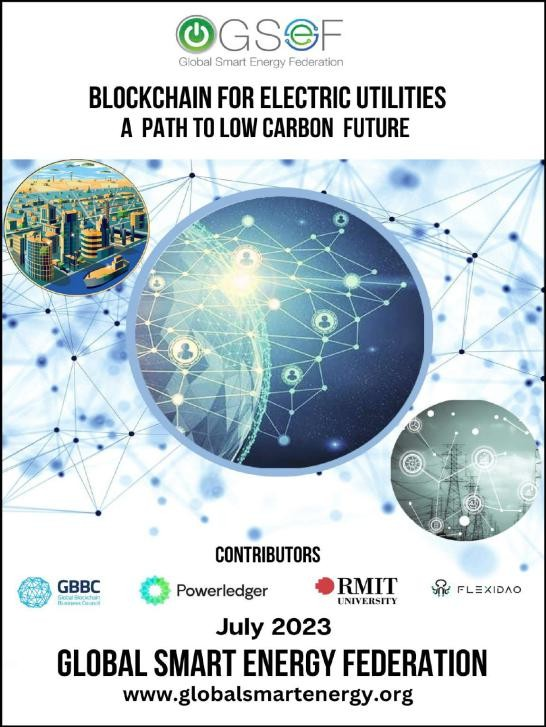 GSEF
Global Smart Energy Federation
BLOCKCHAIN FOR ELECTRIC UTILITIES
A PATH TO LOW CARBON FUTURE
CONTRIBUTORS
GBBC
Global Blockchain
Business Council
Powerledger
RMIT
UNIVERSITY
FLEXIDAO
July 2023
GLOBAL SMART ENERGY FEDERATION
www.globalsmartenergy.org